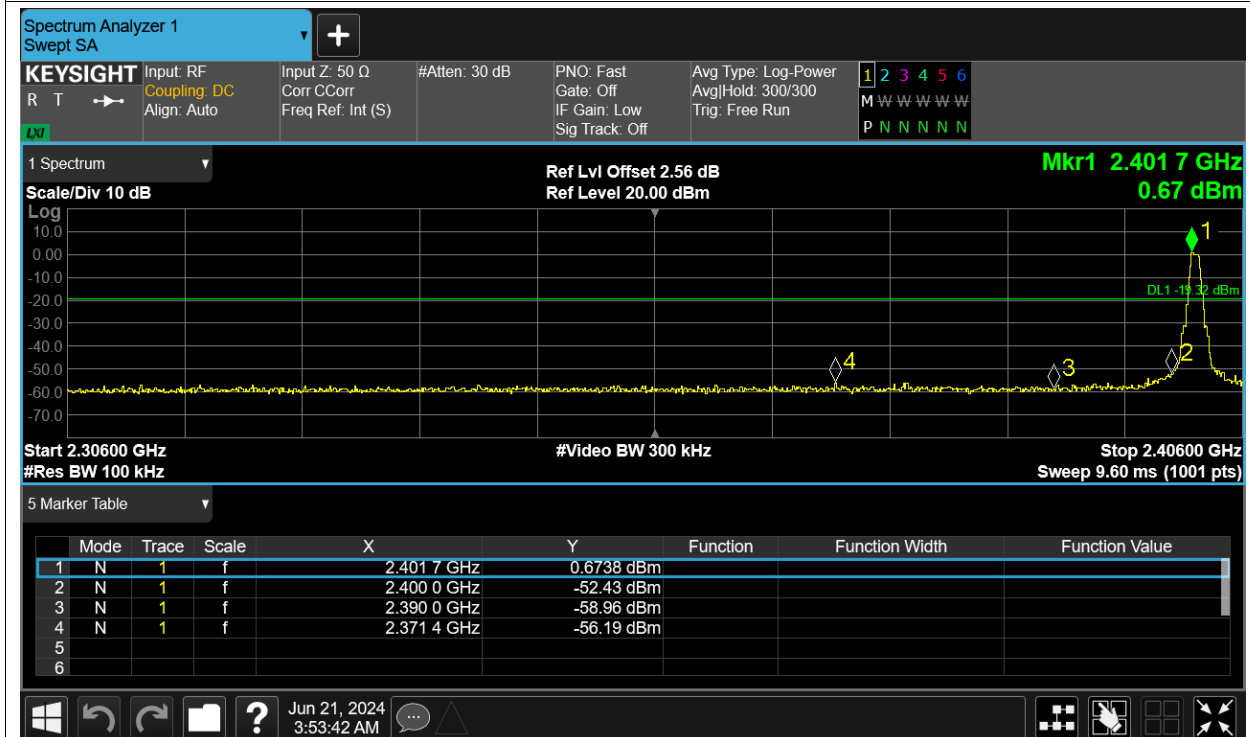 Spectrum Analyzer 1
Swept SA
+
KEYSIGHT Input: RF Input Z: 50 Ω #Atten: 30 dB PNO: Fast Avg Type: Log-Power 1 2 3 4 5 6
R T Coupling: DC Corr CCorr Gate: Off Avg|Hold: 300/300 M W W W W W W
Align: Auto Freq Ref: Int (S) IF Gain: Low Trig: Free Run
LXI Sig Track: Off P N N N N N N
1 Spectrum Ref Lvl Offset 2.56 dB Mkr1 2.401 7 GHz
Scale/Div 10 dB Ref Level 20.00 dBm 0.67 dBm
Log
10.0 1
0.00
-10.0
DL1 -19.32 dBm
-20.0
-30.0
-40.0
2
4
3
-50.0
-60.0
-70.0
Start 2.30600 GHz #Video BW 300 kHz Stop 2.40600 GHz
#Res BW 100 kHz Sweep 9.60 ms (1001 pts)
5 Marker Table
Mode Trace Scale X Y Function Function Width Function Value
1 N 1 f 2.401 7 GHz 0.6738 dBm
2 N 1 f 2.400 0 GHz -52.43 dBm
3 N 1 f 2.390 0 GHz -58.96 dBm
4 N 1 f 2.371 4 GHz -56.19 dBm
5
6
? Jun 21, 2024
3:53:42 AM